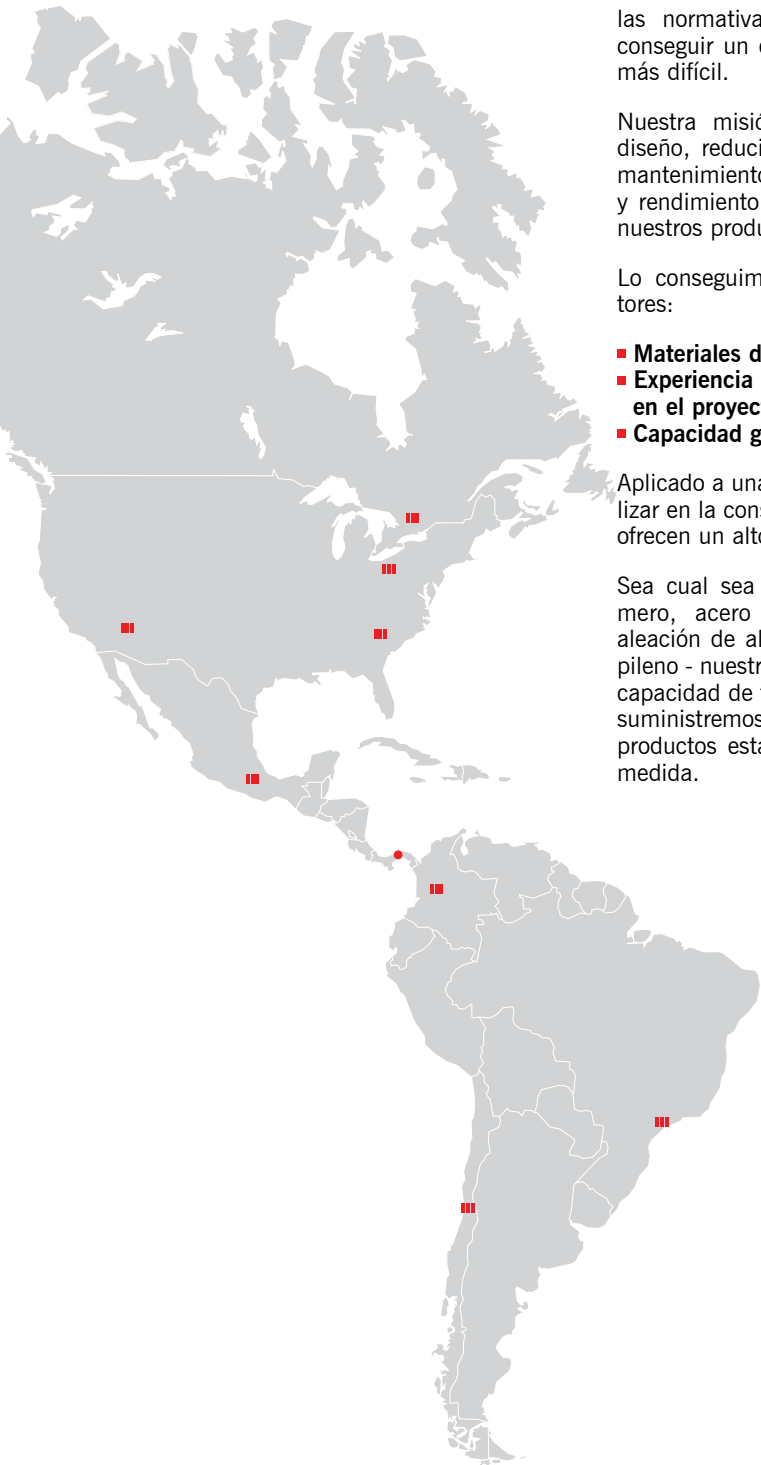 las normativa
conseguir un
más difícil.
Nuestra misió
diseño, reduci
mantenimient
y rendimiento
nuestros produ
Lo conseguim
tores:
Materiales d
Experiencia
en el proyec
Capacidad g
Aplicado a una
lizar en la cons
ofrecen un alto
Sea cual sea
mero, acero
aleación de al
pileno - nuestr
capacidad de
suministremos
productos esta
medida.